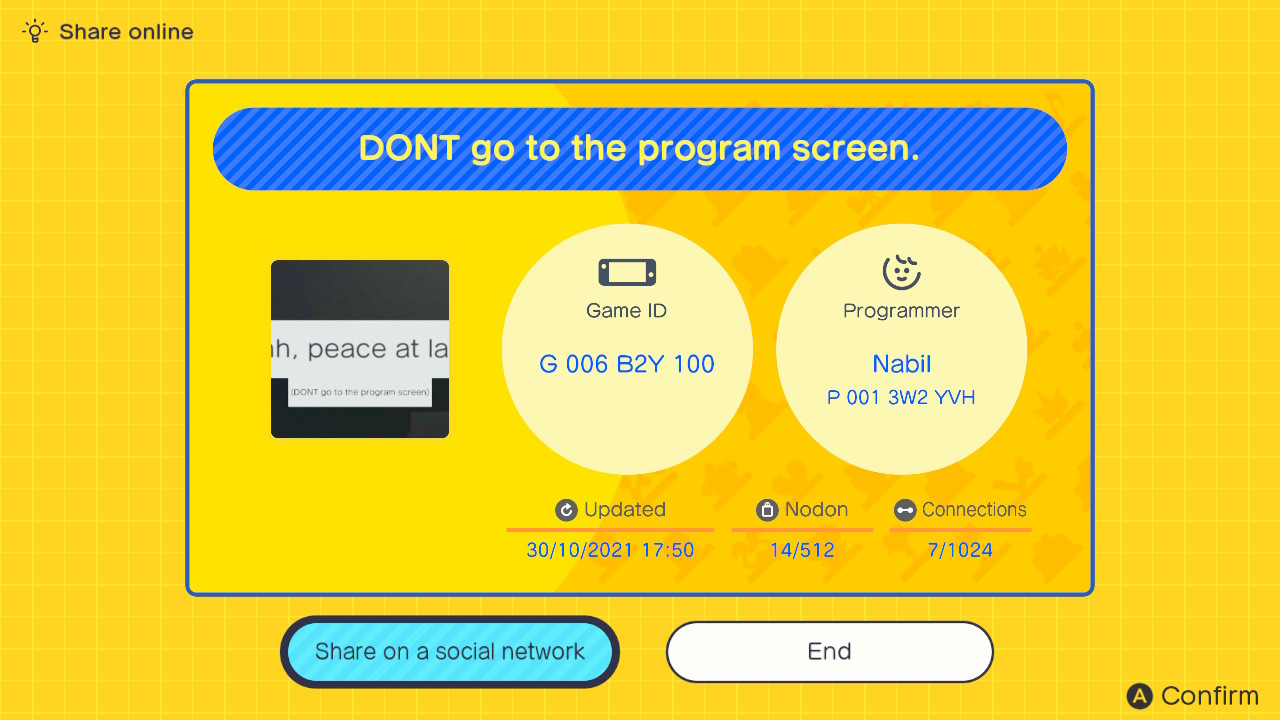 Share online
DONT go to the program screen.
h, peace at la
(DONT go to the program screen)
Game ID
G 006 B2Y 100
Programmer
Nabil
P 001 3W2 YVH
Updated
30/10/2021 17:50
Nodon
14/512
Connections
7/1024
Share on a social network
End
A Confirm